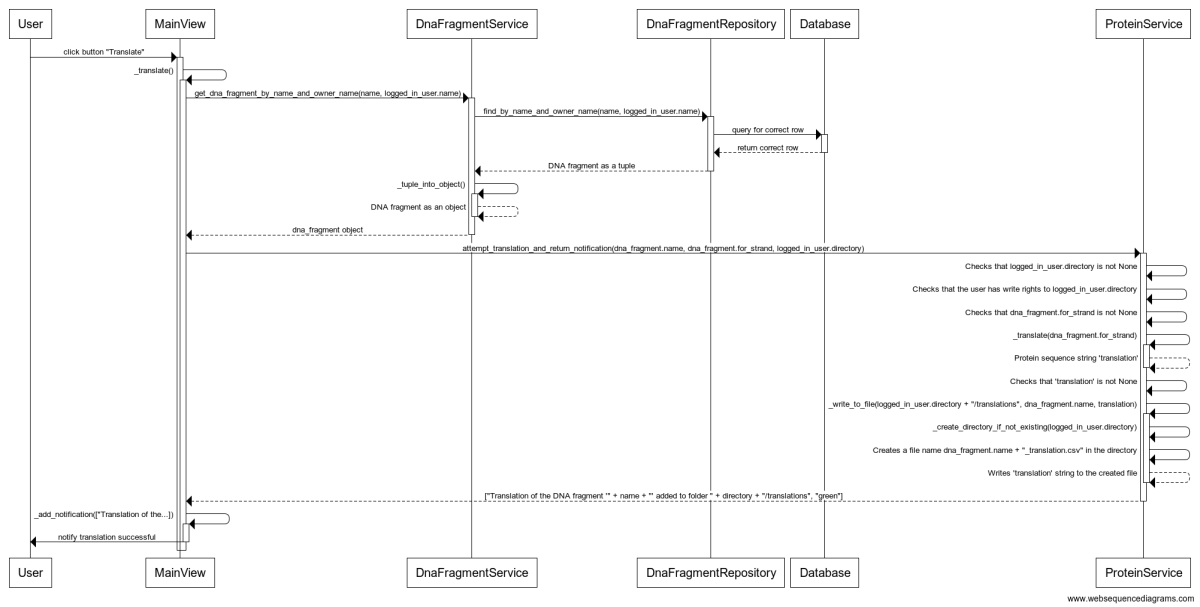 User MainView DnaFragmentService DnaFragmentRepository Database ProteinService
click button "Translate"
_translate()
get_dna_fragment_by_name_and_owner_name(name, logged_in_user.name)
find_by_name_and_owner_name(name, logged_in_user.name)
query for correct row
return correct row
DNA fragment as a tuple
_tuple_into_object()
DNA fragment as an object
dna_fragment object
attempt_translation_and_return_notification(dna_fragment.name, dna_fragment.for_strand, logged_in_user.directory)
Checks that logged_in_user.directory is not None
Checks that the user has write rights to logged_in_user.directory
Checks that dna_fragment.for_strand is not None
_translate(dna_fragment.for_strand)
Protein sequence string 'translation'
Checks that 'translation' is not None
_write_to_file(logged_in_user.directory + "/translations", dna_fragment.name, translation)
_create_directory_if_not_existing(logged_in_user.directory)
Creates a file name dna_fragment.name + "_translation.csv" in the directory
Writes 'translation' string to the created file
["Translation of the DNA fragment '" + name + "' added to folder " + directory + "/translations", "green"]
_add_notification(["Translation of the...])
notify translation successful
User MainView DnaFragmentService DnaFragmentRepository Database ProteinService
www.websequencediagrams.com